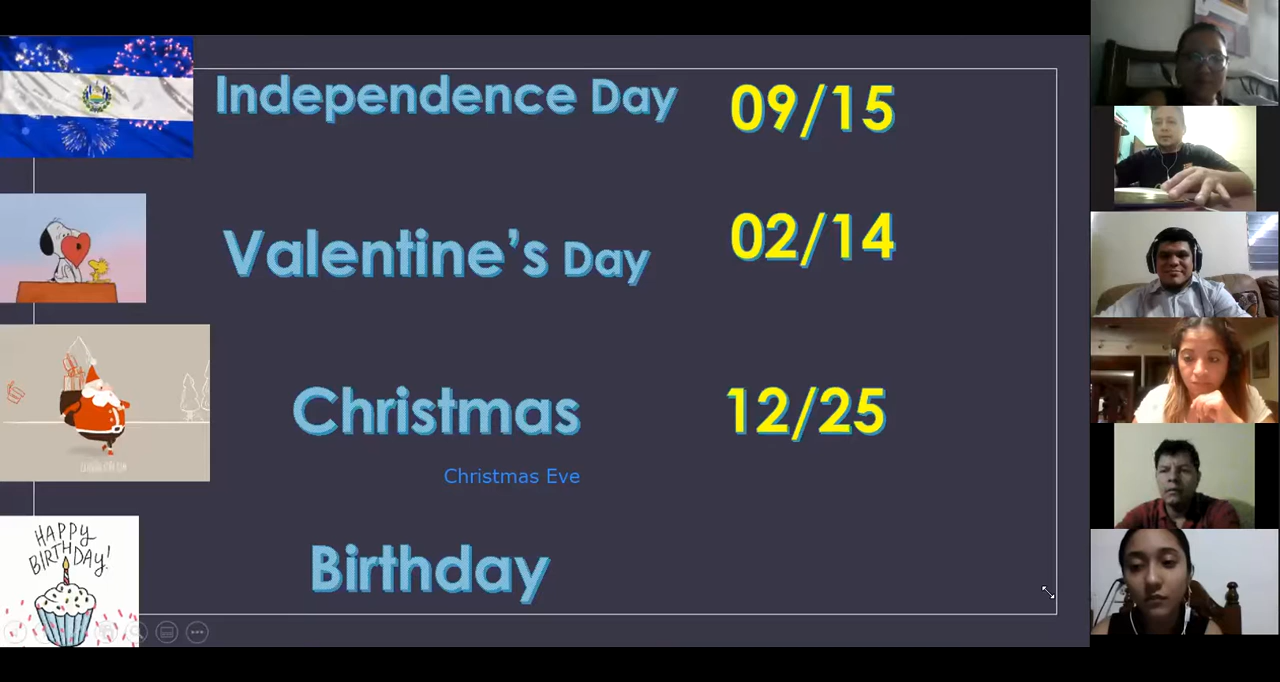 Independence Day 09/15
Valentine's Day 02/14
Christmas 12/25
Christmas Eve
HAPPY
BIRTHDAY!
Birthday